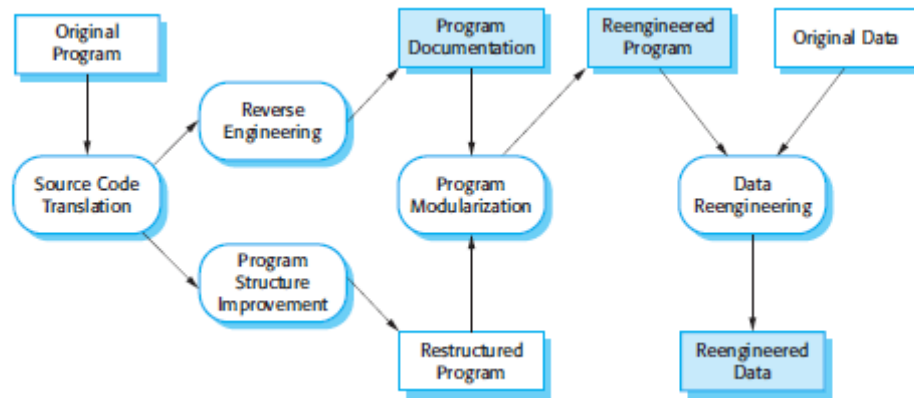 Original
Program
Program
Documentation
Reengineered
Program
Original Data
Reverse
Engineering
Source Code
Translation
Program
Modularization
Data
Reengineering
Program
Structure
Improvement
Restructured
Program
Reengineered
Data